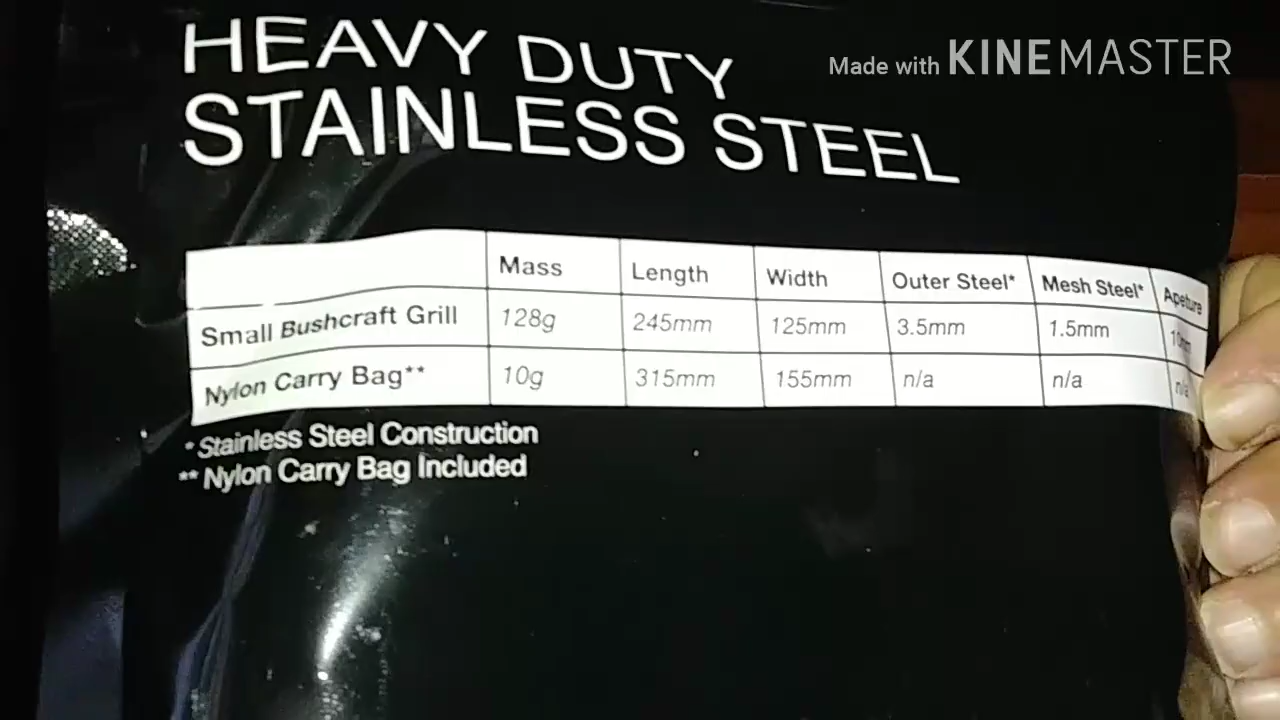 HEAVY DUTY
STAINLESS STEEL
Made with KINEMASTER
Mass Length Width Outer Steel* Mesh Steel* Apeture
Small Bushcraft Grill 128g 245mm 125mm 3.5mm 1.5mm 10mm
Nylon Carry Bag** 10g 315mm 155mm n/a n/a n/a
* Stainless Steel Construction
** Nylon Carry Bag Included